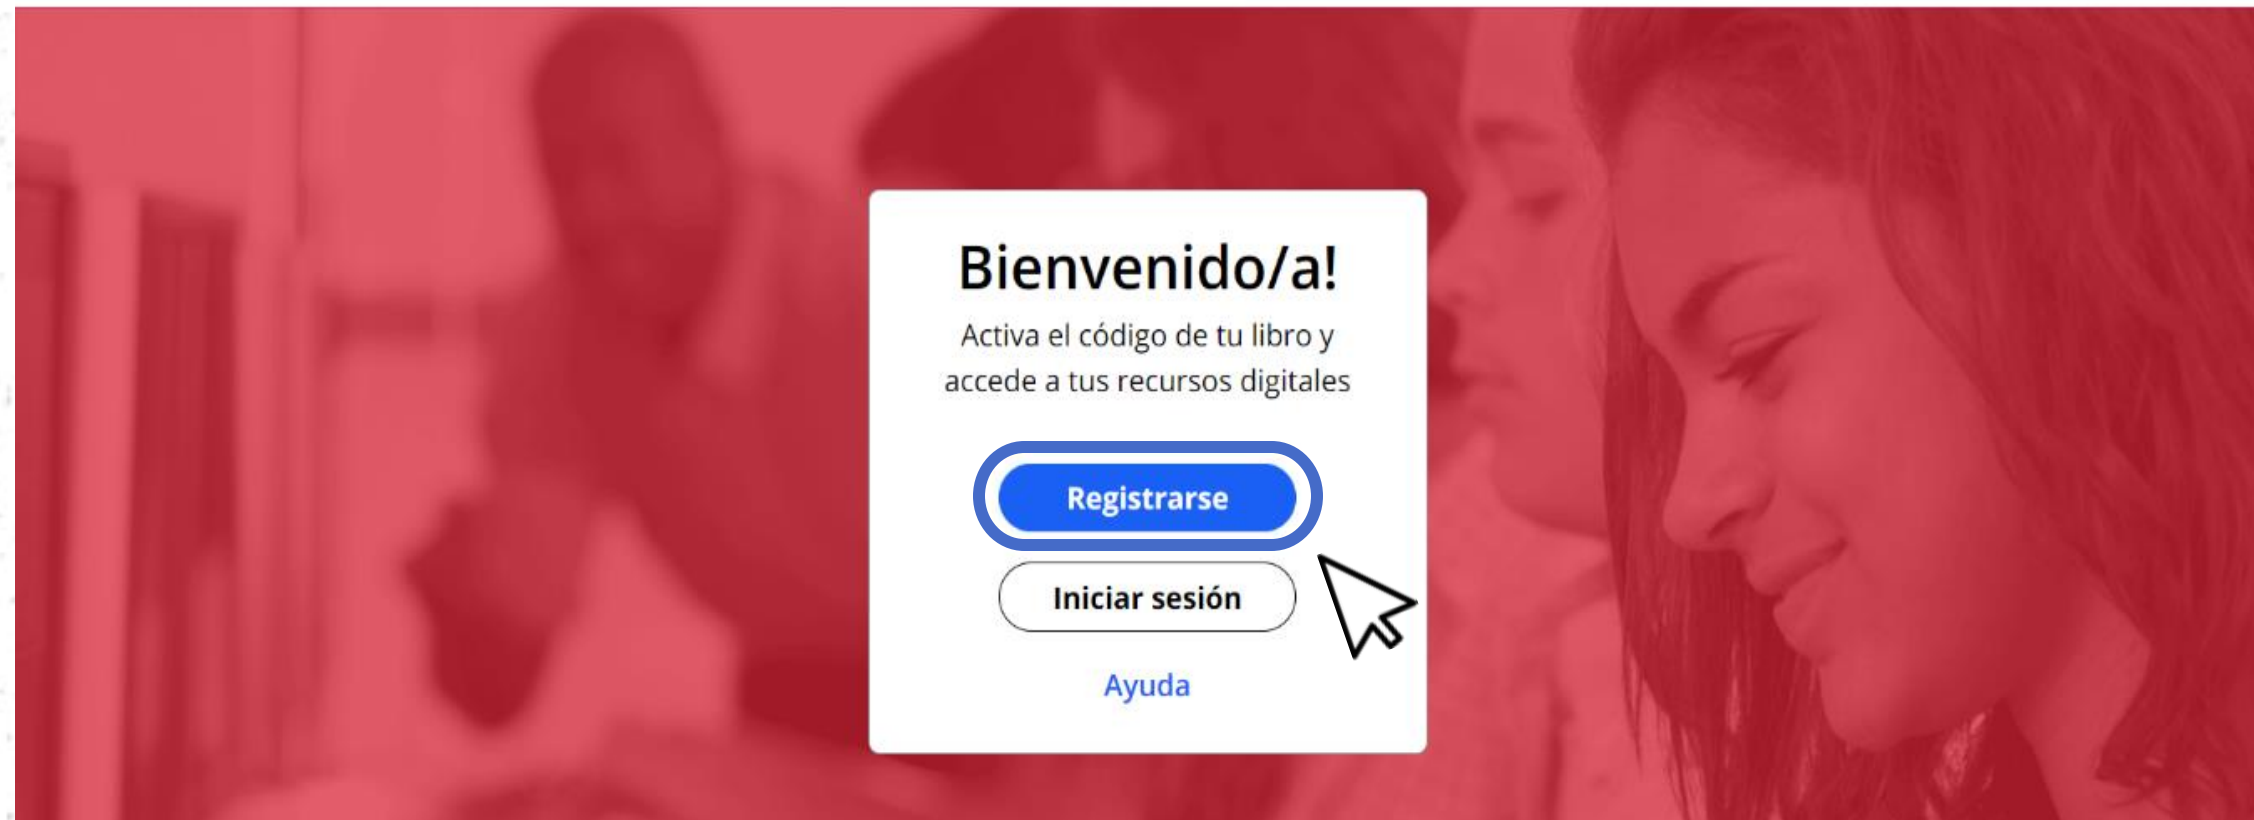 Bienvenido/a!
Activa el código de tu libro y
accede a tus recursos digitales
Registrarse
Iniciar sesión
Ayuda